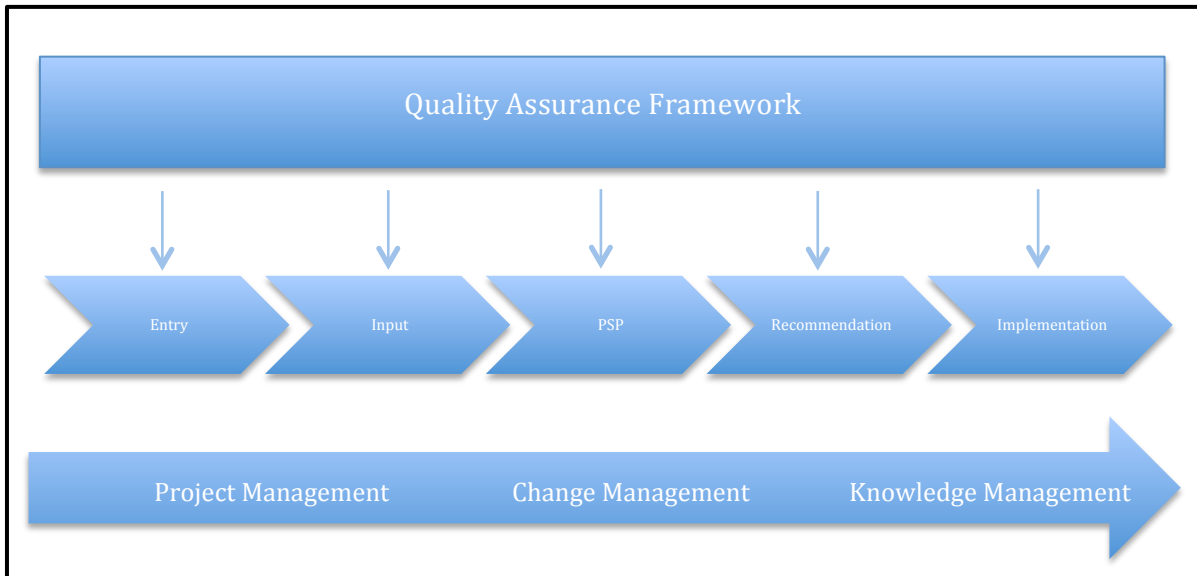 Quality Assurance Framework
Entry
Input
PSP
Recommendation
Implementation
Project Management
Change Management
Knowledge Management